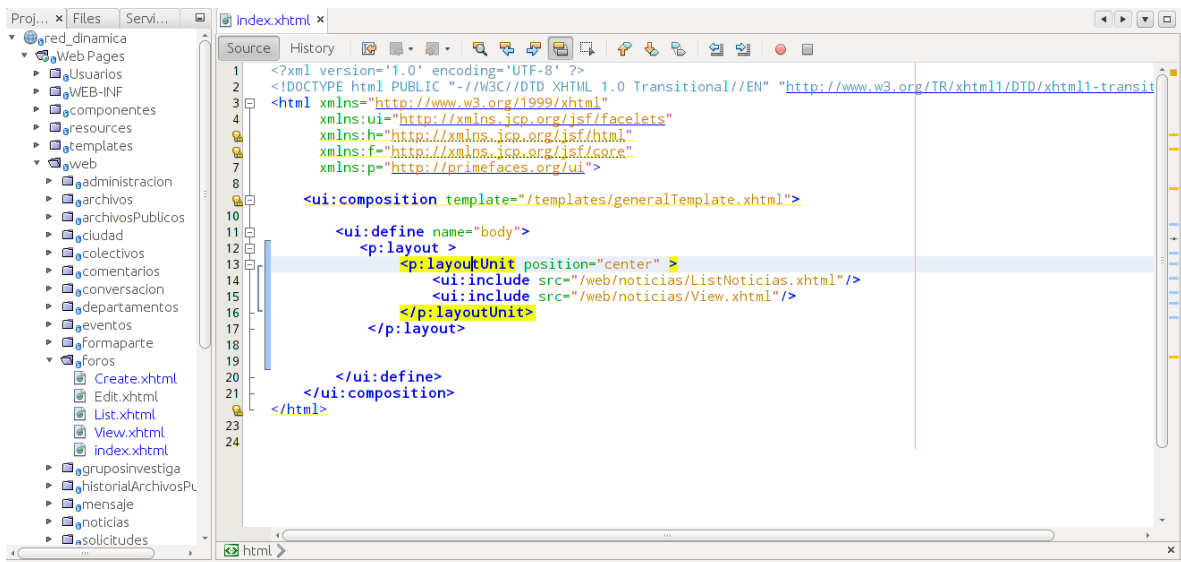 Proj... × Files Servi...
index.xhtml ×
red_dinamica
Web Pages
Usuarios
WEB-INF
componentes
resources
templates
web
administracion
archivos
archivosPublicos
ciudad
colectivos
comentarios
conversacion
departamentos
eventos
formaparte
foros
Create.xhtml
Edit.xhtml
List.xhtml
View.xhtml
index.xhtml
gruposinvestiga
historialArchivosPu
mensaje
noticias
solicitudes
Source History
1 <?xml version='1.0' encoding='UTF-8' ?>
2 <!DOCTYPE html PUBLIC "-//W3C//DTD XHTML 1.0 Transitional//EN" "http://www.w3.org/TR/xhtml1/DTD/xhtml1-transit
3 <html xmlns="http://www.w3.org/1999/xhtml"
4 xmlns:ui="http://xmlns.jcp.org/jsf/facelets"
xmlns:h="http://xmlns.jcp.org/jsf/html"
xmlns:f="http://xmlns.jcp.org/jsf/core"
7 xmlns:p="http://primefaces.org/ui">
8
<ui:composition template="/templates/generalTemplate.xhtml">
10
11 <ui:define name="body">
12 <p:layout >
13 <p:layoutUnit position="center" >
14 <ui:include src="/web/noticias/ListNoticias.xhtml"/>
15 <ui:include src="/web/noticias/View.xhtml"/>
16 </p:layoutUnit>
17 </p:layout>
18
19
20 </ui:define>
21 </ui:composition>
</html>
23
24
html